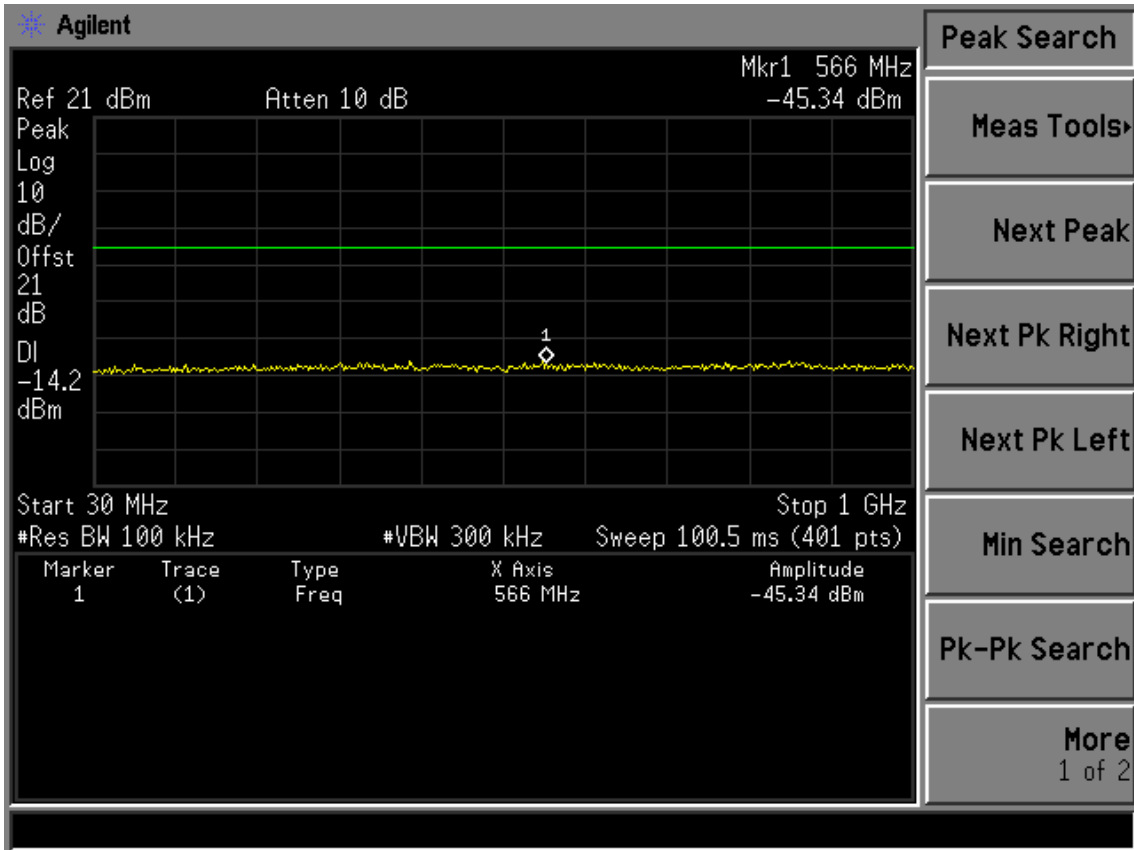 Agilent
Peak Search
Mkr1 566 MHz
Ref 21 dBm Atten 10 dB -45.34 dBm
Peak
Log
10
dB/
Offst
21
dB
DI
-14.2
dBm
1
Start 30 MHz Stop 1 GHz
#Res BW 100 kHz #VBW 300 kHz Sweep 100.5 ms (401 pts)
Marker Trace Type X Axis Amplitude
1 (1) Freq 566 MHz -45.34 dBm
Meas Tools
Next Peak
Next Pk Right
Next Pk Left
Min Search
Pk-Pk Search
More
1 of 2